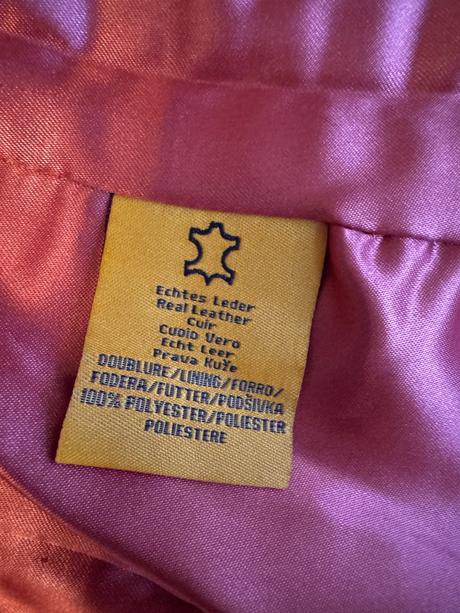 Echtes Leder
Real Leather
Cuir
Cuoio Vero
Echt Leer
Prava Kuže
DOUBLURE/LINING/FORRO/
FODERA/FUTTER/PODŠIVKA
100% POLYESTER/POLIESTER
POLIESTERE